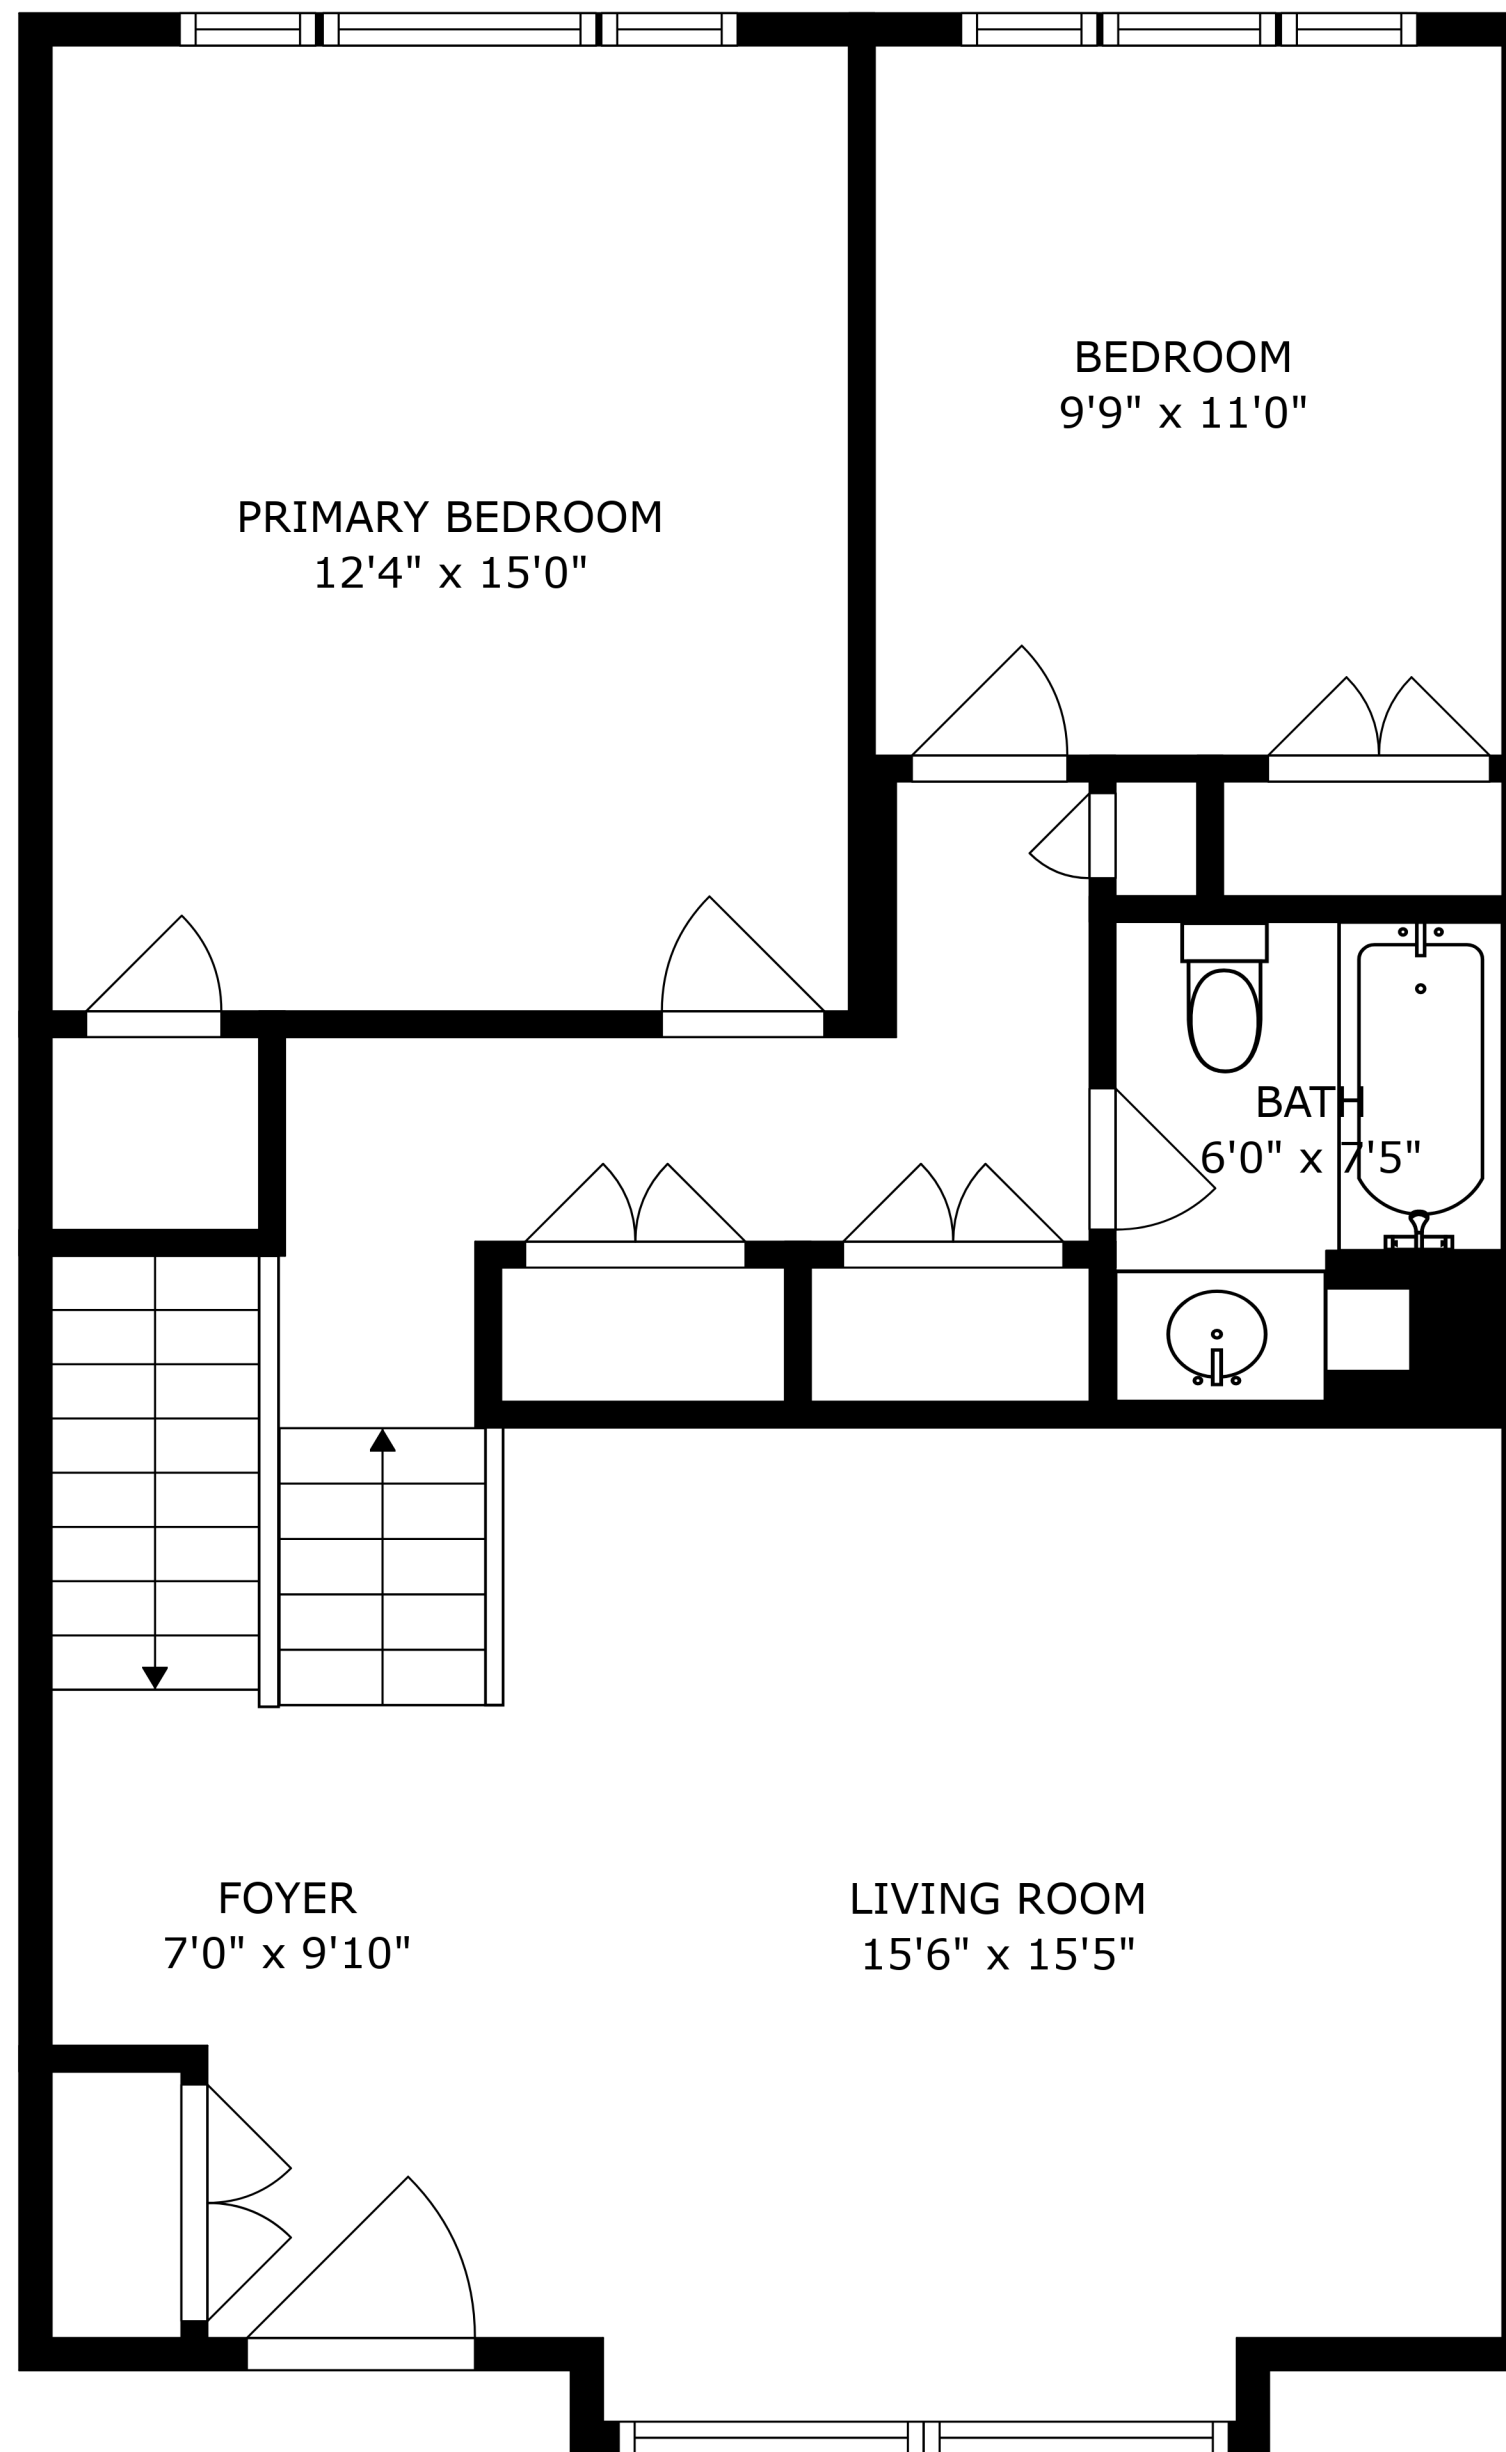 BEDROOM
9'9" x 11'0"
PRIMARY BEDROOM
12'4" x 15'0"
BATH
6'0" x 7'5"
FOYER
7'0" x 9'10"
LIVING ROOM
15'6" x 15'5"